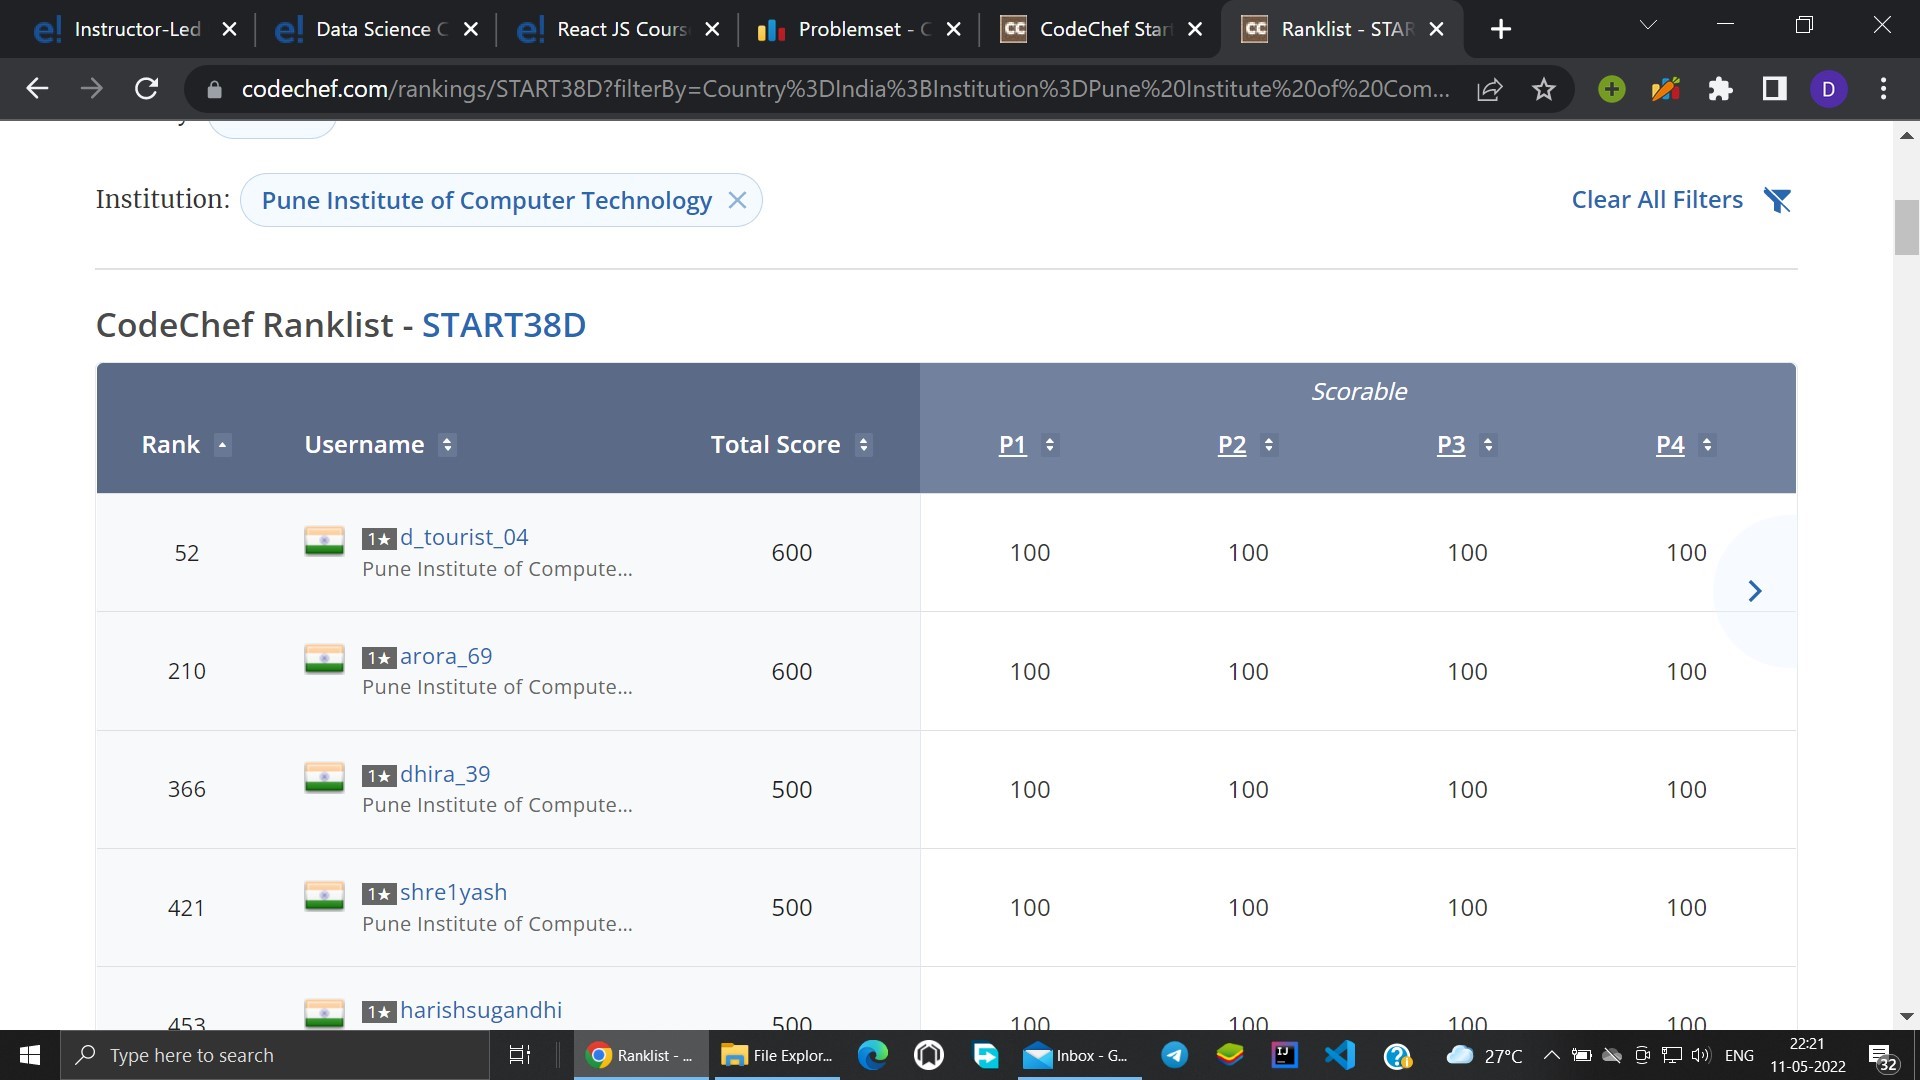 Instructor-Led
Data Science C
React JS Cours
Problemset - C
CodeChef Star
Ranklist - STAR
codechef.com/rankings/START38D?filterBy=Country%3DIndia%3BInstitution%3DPune%20Institute%20of%20Com...
D
Institution: Pune Institute of Computer Technology
Clear All Filters
CodeChef Ranklist - START38D
Scorable
Rank Username Total Score P1 P2 P3 P4
52 1★ d_tourist_04 600 100 100 100 100
Pune Institute of Compute...
210 1★ arora_69 600 100 100 100 100
Pune Institute of Compute...
366 1★ dhira_39 500 100 100 100 100
Pune Institute of Compute...
421 1★ shre1yash 500 100 100 100 100
Pune Institute of Compute...
453 1★ harishsugandhi 500 100 100 100 100
Type here to search
Ranklist - ...
File Explor...
Inbox - G...
27°C
ENG
22:21
11-05-2022
32